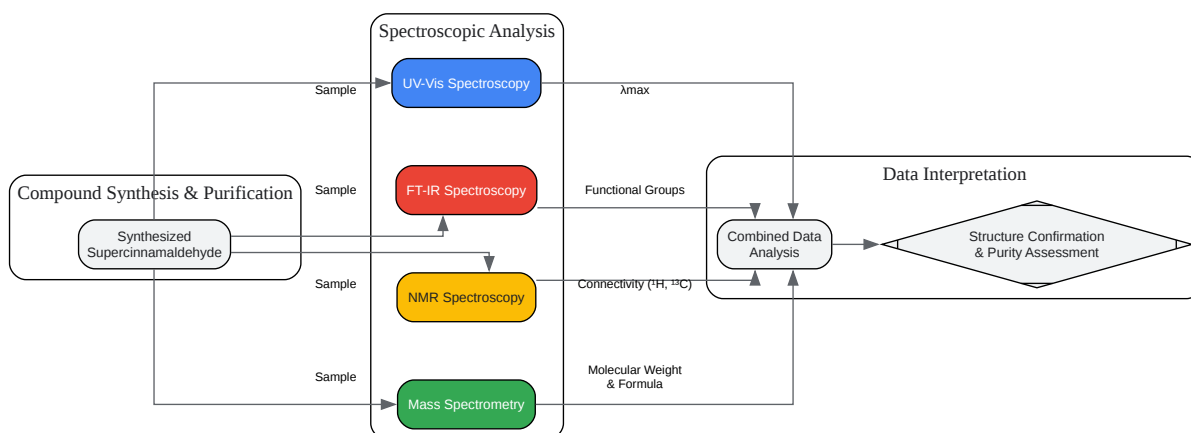 Spectroscopic Analysis
UV-Vis Spectroscopy
Sample
λmax
Compound Synthesis & Purification
Sample
FT-IR Spectroscopy
Functional Groups
Data Interpretation
Synthesized
Supercinnamaldehyde
Combined Data
Analysis
Structure Confirmation
& Purity Assessment
Sample
NMR Spectroscopy
Connectivity (¹H, ¹³C)
Sample
Mass Spectrometry
Molecular Weight
& Formula